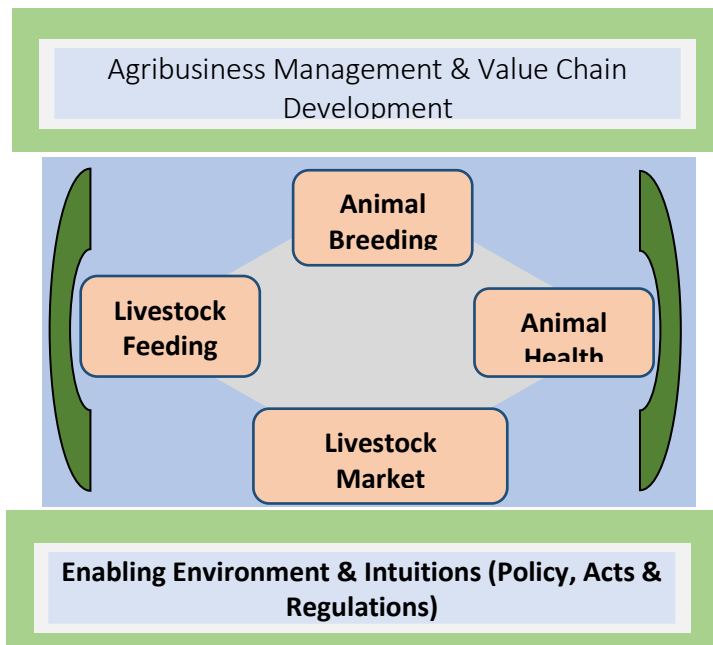 Agribusiness Management & Value Chain
Development
Animal
Breeding
Livestock
Feeding
Animal
Health
Livestock
Market
Enabling Environment & Intuitions (Policy, Acts &
Regulations)